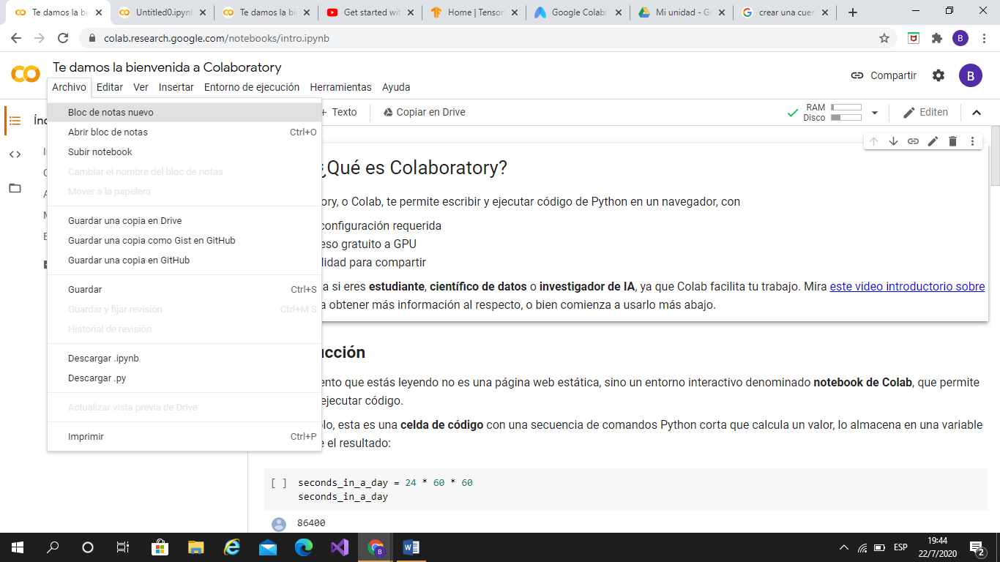 Te damos la bi
Untitled0.ipynb
Te damos la bi
Get started wit
Home | Tensor
Google Colab
Mi unidad - Go
crear una cuen
colab.research.google.com/notebooks/intro.ipynb
B
Te damos la bienvenida a Colaboratory
Compartir
B
Archivo Editar Ver Insertar Entorno de ejecución Herramientas Ayuda
+ Texto
Copiar en Drive
RAM
Disco
Editen
Índ
Bloc de notas nuevo
Abrir bloc de notas Ctrl+O
Subir notebook
Cambiar el nombre del bloc de notas
Mover a la papelera
Guardar una copia en Drive
Guardar una copia como Gist en GitHub
Guardar una copia en GitHub
Guardar Ctrl+S
Guardar y fijar revisión Ctrl+M S
Historial de revisión
Descargar .ipynb
Descargar .py
Actualizar vista previa de Drive
Imprimir Ctrl+P
¿Qué es Colaboratory?
ory, o Colab, te permite escribir y ejecutar código de Python en un navegador, con
configuración requerida
eso gratuito a GPU
lidad para compartir
a si eres estudiante, científico de datos o investigador de IA, ya que Colab facilita tu trabajo. Mira este video introductorio sobre
a obtener más información al respecto, o bien comienza a usarlo más abajo.
ucción
ento que estás leyendo no es una página web estática, sino un entorno interactivo denominado notebook de Colab, que permite
ejecutar código.
lo, esta es una celda de código con una secuencia de comandos Python corta que calcula un valor, lo almacena en una variable
e el resultado:
[ ] seconds_in_a_day = 24 * 60 * 60
seconds_in_a_day
86400
ESP
19:44
22/7/2020
2